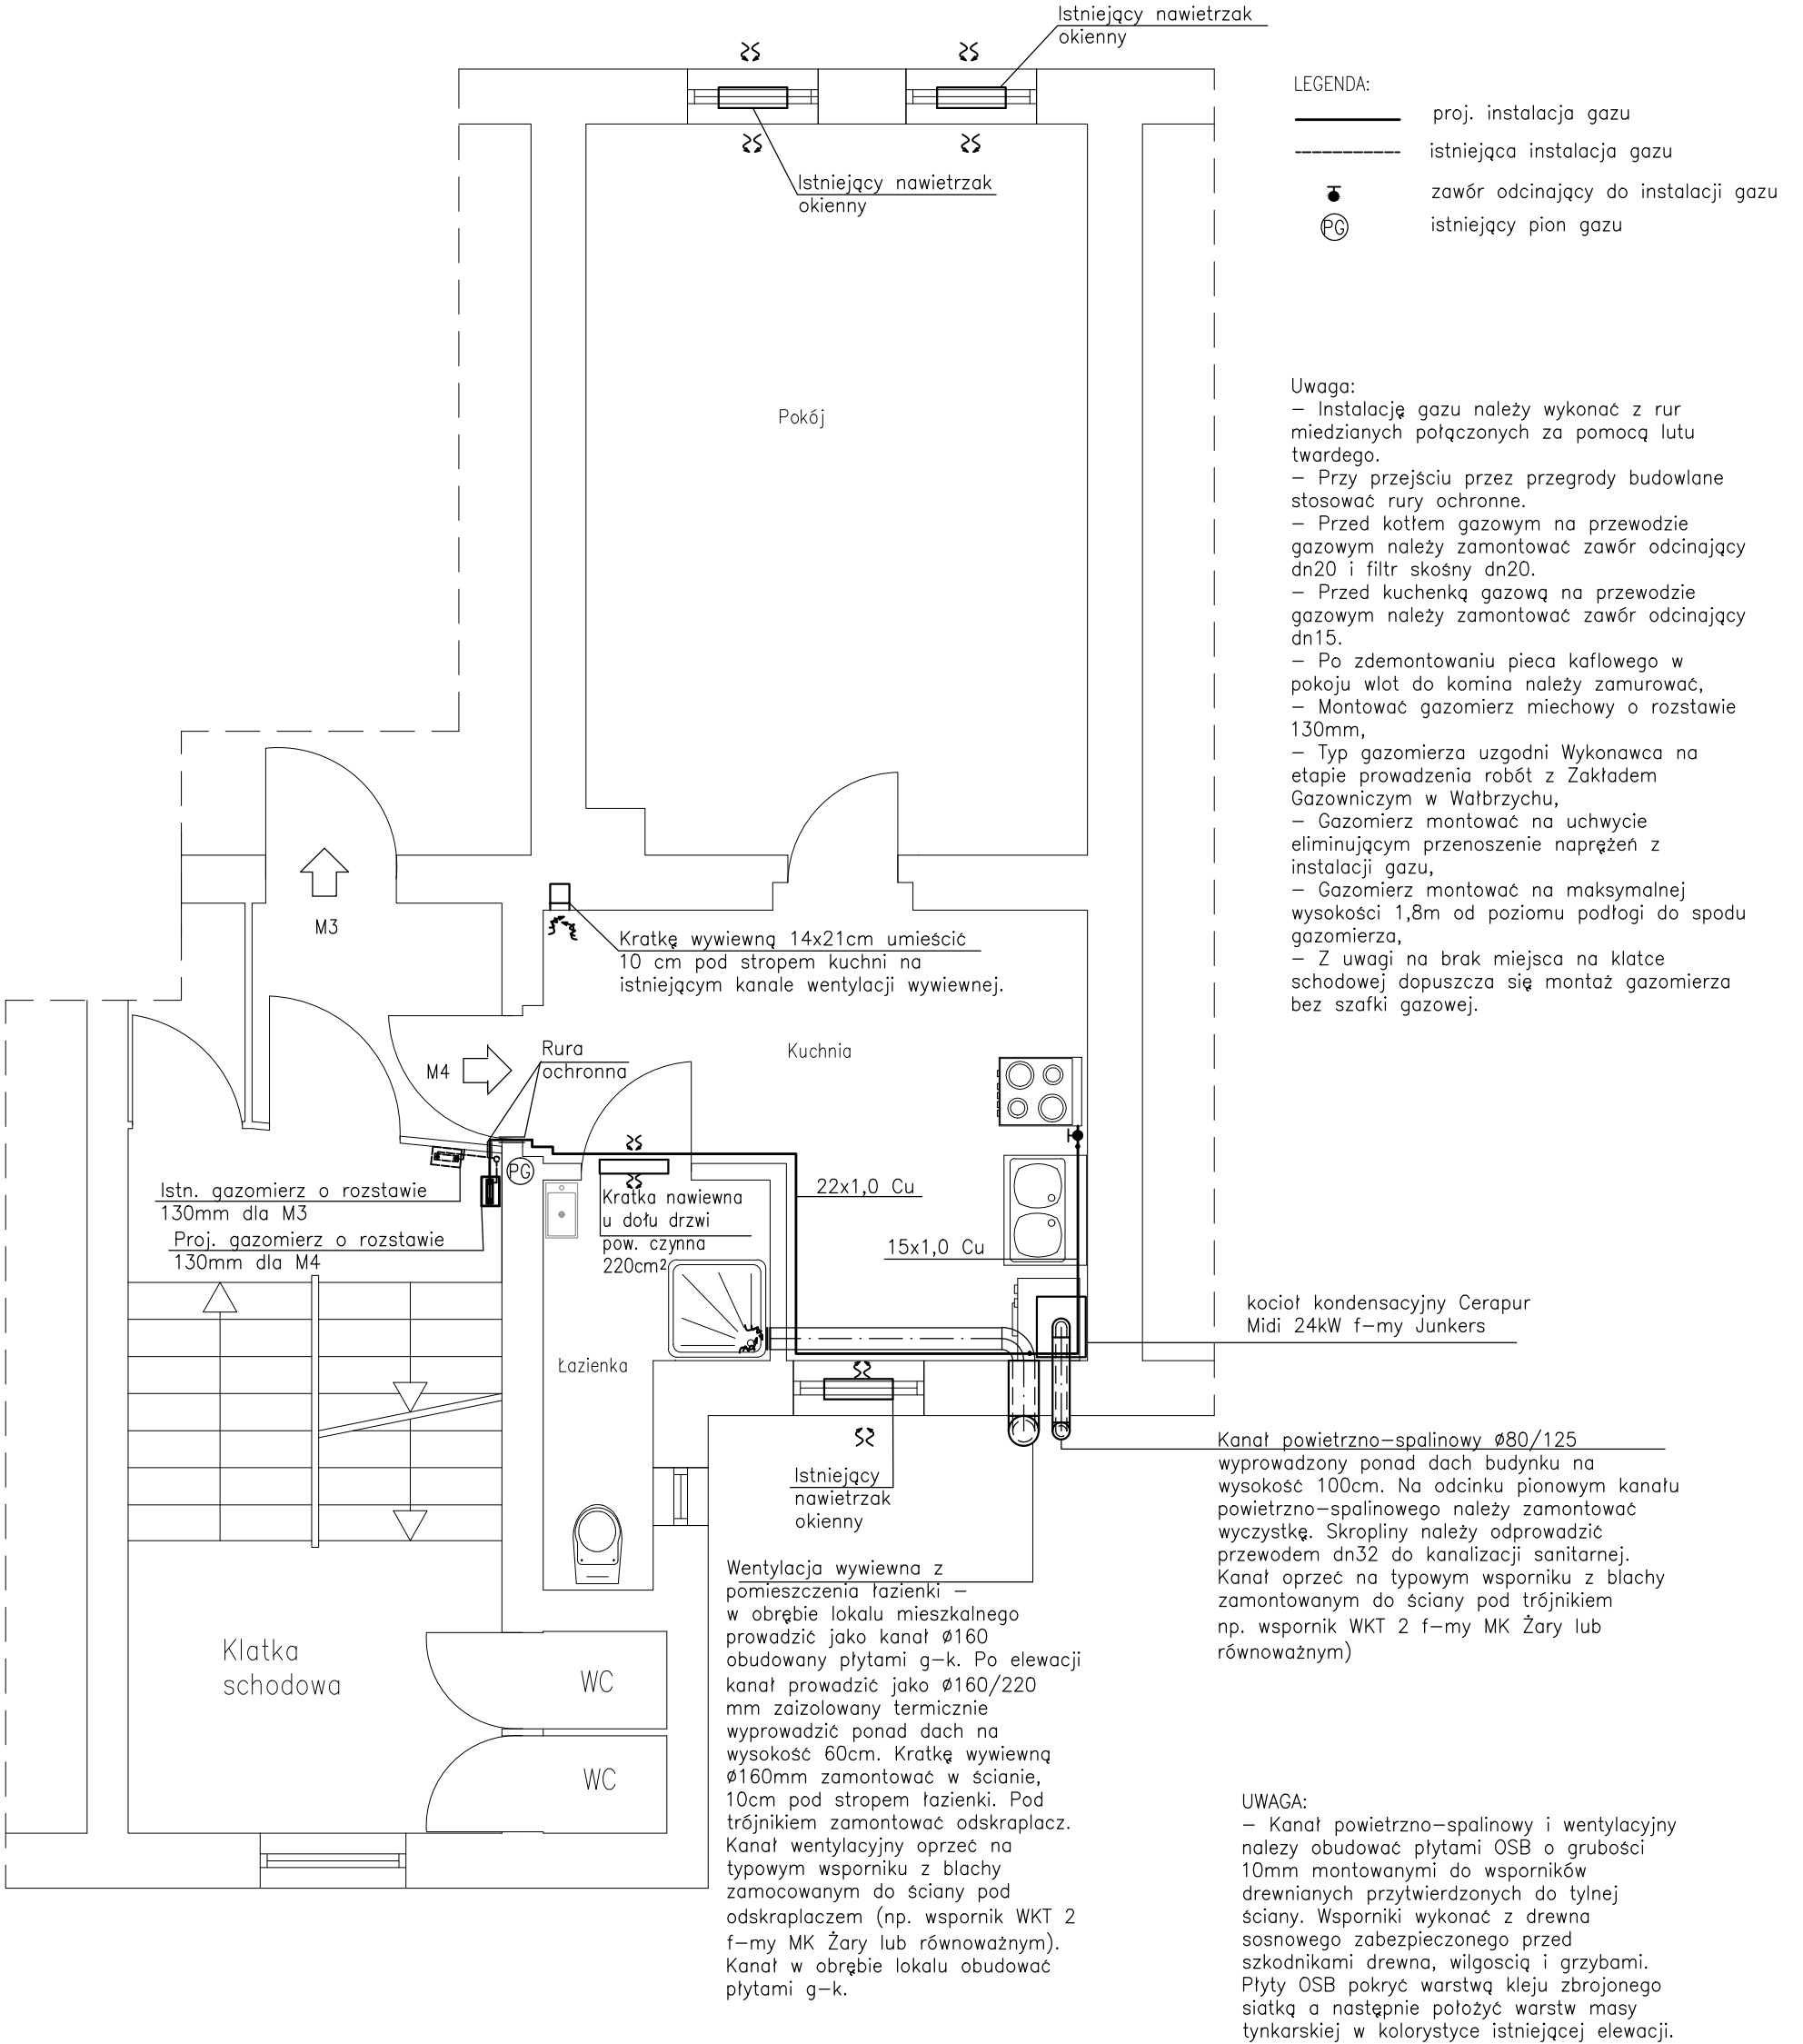 Istniejący nawietrzak
okienny
LEGENDA:
proj. instalacja gazu
istniejąca instalacja gazu
zawór odcinający do instalacji gazu
PG
istniejący pion gazu
Istniejący nawietrzak
okienny
Pokój
Uwaga:
– Instalację gazu należy wykonać z rur
miedzianych połączonych za pomocą lutu
twardego.
– Przy przejściu przez przegrody budowlane
stosować rury ochronne.
– Przed kotłem gazowym na przewodzie
gazowym należy zamontować zawór odcinający
dn20 i filtr skośny dn20.
– Przed kuchenką gazową na przewodzie
gazowym należy zamontować zawór odcinający
dn15.
– Po zdemontowaniu pieca kaflowego w
pokoju wlot do komina należy zamurować,
– Montować gazomierz miechowy o rozstawie
130mm,
– Typ gazomierza uzgodni Wykonawca na
etapie prowadzenia robót z Zakładem
Gazowniczym w Wałbrzychu,
– Gazomierz montować na uchwycie
eliminującym przenoszenie naprężeń z
instalacji gazu,
– Gazomierz montować na maksymalnej
wysokości 1,8m od poziomu podłogi do spodu
gazomierza,
– Z uwagi na brak miejsca na klatce
schodowej dopuszcza się montaż gazomierza
bez szafki gazowej.
M3
Kratkę wywiewną 14x21cm umieścić
10 cm pod stropem kuchni na
istniejącym kanale wentylacji wywiewnej.
Kuchnia
M4
Rura
ochronna
PG
Istn. gazomierz o rozstawie
130mm dla M3
Proj. gazomierz o rozstawie
130mm dla M4
Kratka nawiewna
u dołu drzwi
pow. czynna
220cm²
22x1,0 Cu
15x1,0 Cu
kocioł kondensacyjny Cerapur
Midi 24kW f–my Junkers
Łazienka
Istniejący
nawietrzak
okienny
Kanał powietrzno–spalinowy ø80/125
wyprowadzony ponad dach budynku na
wysokość 100cm. Na odcinku pionowym kanału
powietrzno–spalinowego należy zamontować
wyczystkę. Skropliny należy odprowadzić
przewodem dn32 do kanalizacji sanitarnej.
Kanał oprzeć na typowym wsporniku z blachy
zamontowanym do ściany pod trójnikiem
np. wspornik WKT 2 f–my MK Żary lub
równoważnym)
Wentylacja wywiewna z
pomieszczenia łazienki –
w obrębie lokalu mieszkalnego
prowadzić jako kanał ø160
obudowany płytami g–k. Po elewacji
kanał prowadzić jako ø160/220
mm zaizolowany termicznie
wyprowadzić ponad dach na
wysokość 60cm. Kratkę wywiewną
ø160mm zamontować w ścianie,
10cm pod stropem łazienki. Pod
trójnikiem zamontować odskraplacz.
Kanał wentylacyjny oprzeć na
typowym wsporniku z blachy
zamocowanym do ściany pod
odskraplaczem (np. wspornik WKT 2
f–my MK Żary lub równoważnym).
Kanał w obrębie lokalu obudować
płytami g–k.
Klatka
schodowa
WC
WC
UWAGA:
– Kanał powietrzno–spalinowy i wentylacyjny
nalezy obudować płytami OSB o grubości
10mm montowanymi do wsporników
drewnianych przytwierdzonych do tylnej
ściany. Wsporniki wykonać z drewna
sosnowego zabezpieczonego przed
szkodnikami drewna, wilgoscią i grzybami.
Płyty OSB pokryć warstwą kleju zbrojonego
siatką a następnie położyć warstw masy
tynkarskiej w kolorystyce istniejącej elewacji.